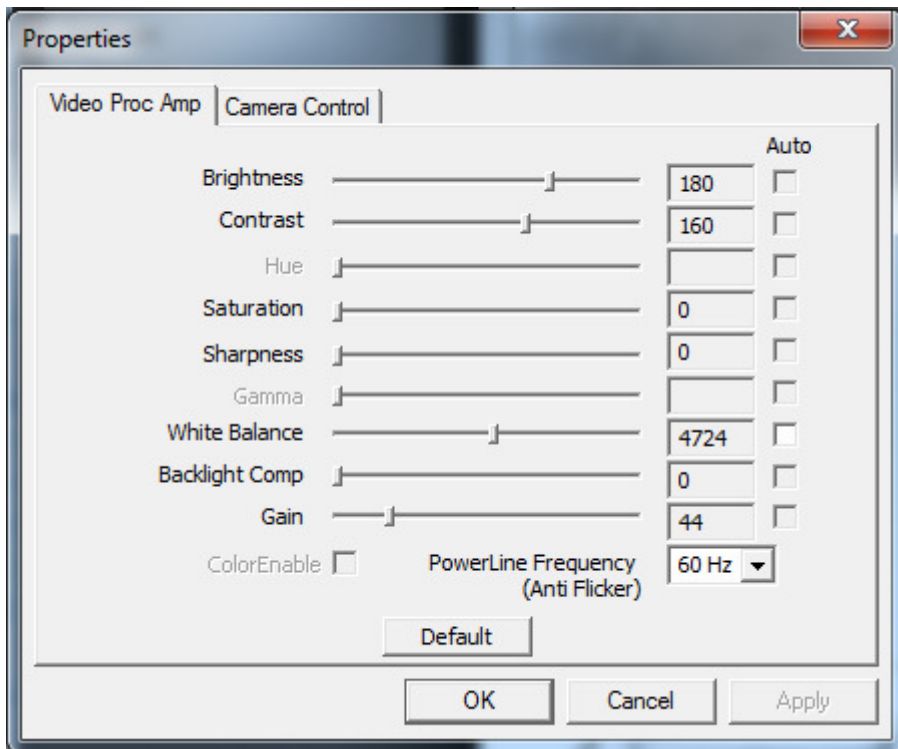 Properties
Video Proc Amp Camera Control
Auto
Brightness 180
Contrast 160
Hue
Saturation 0
Sharpness 0
Gamma
White Balance 4724
Backlight Comp 0
Gain 44
ColorEnable PowerLine Frequency 60 Hz
(Anti Flicker)
Default
OK Cancel Apply